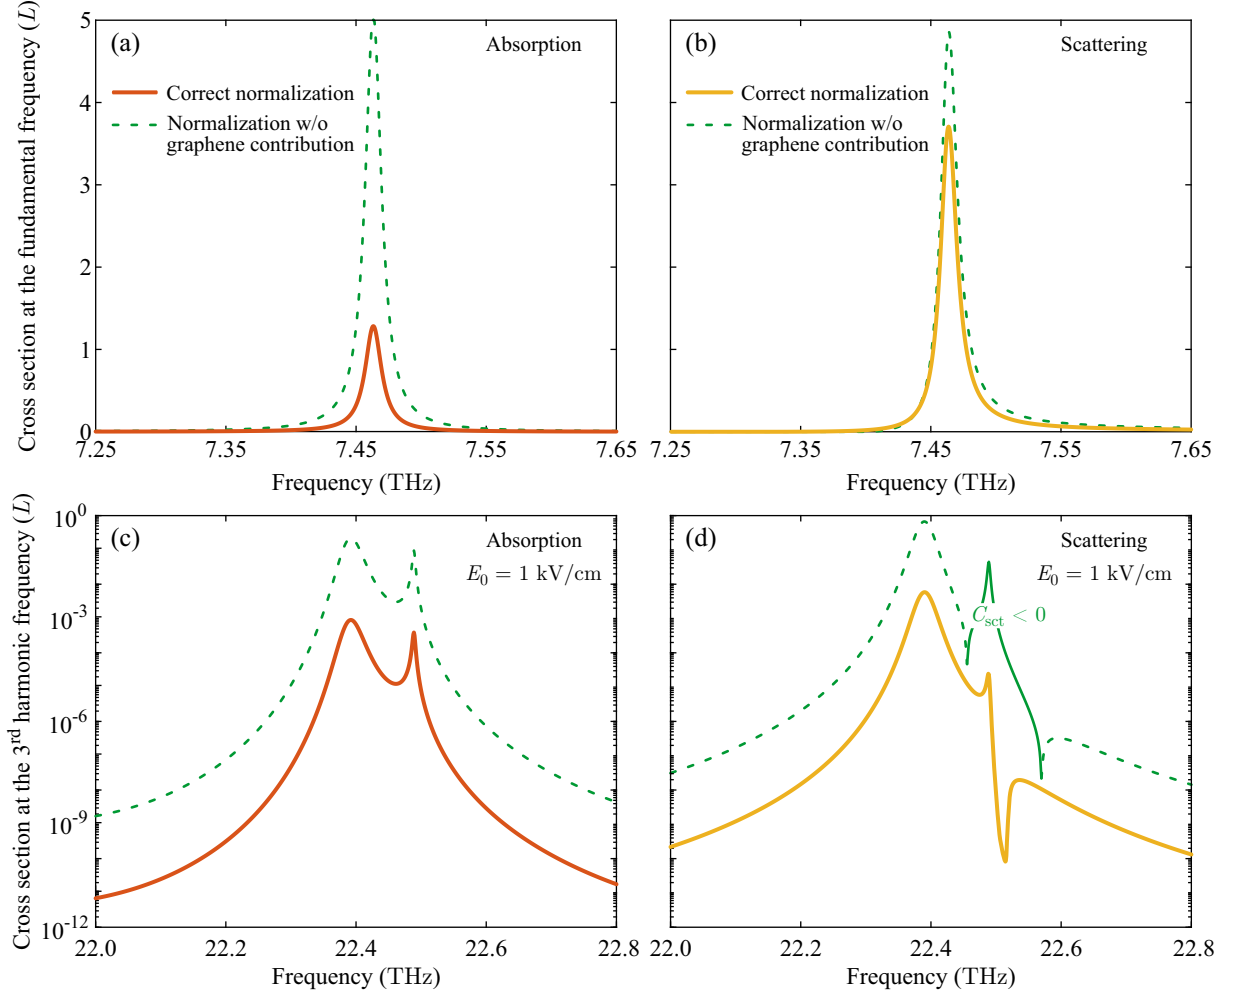 Cross section at the fundamental frequency (L)
(a)
Absorption
Correct normalization
Normalization w/o
graphene contribution
5
4
3
2
1
0
7.25
7.35
7.45
7.55
7.65
Frequency (THz)
(b)
Scattering
Correct normalization
Normalization w/o
graphene contribution
7.25
7.35
7.45
7.55
7.65
Frequency (THz)
Cross section at the 3rd harmonic frequency (L)
(c)
Absorption
E0 = 1 kV/cm
10^0
10^-3
10^-6
10^-9
10^-12
22.0
22.2
22.4
22.6
22.8
Frequency (THz)
(d)
Scattering
E0 = 1 kV/cm
Csct < 0
22.0
22.2
22.4
22.6
22.8
Frequency (THz)